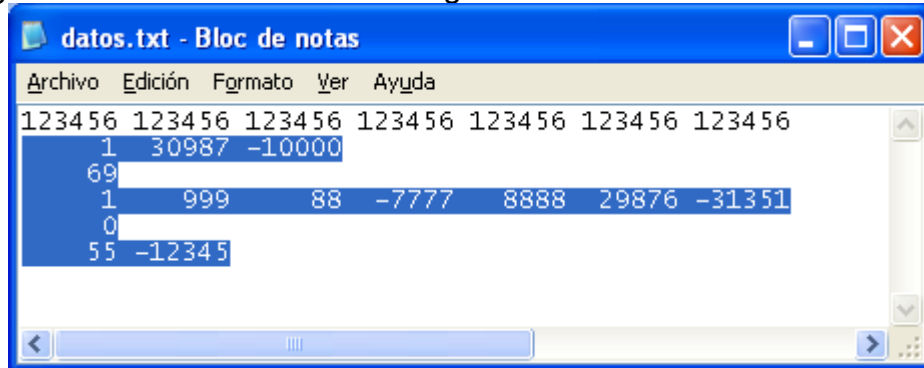 datos.txt - Bloc de notas
Archivo Edición Formato Ver Ayuda
123456 123456 123456 123456 123456 123456 123456
     1  30987 -10000
    69
     1    999     88  -7777   8888  29876 -31351
     0
    55 -12345